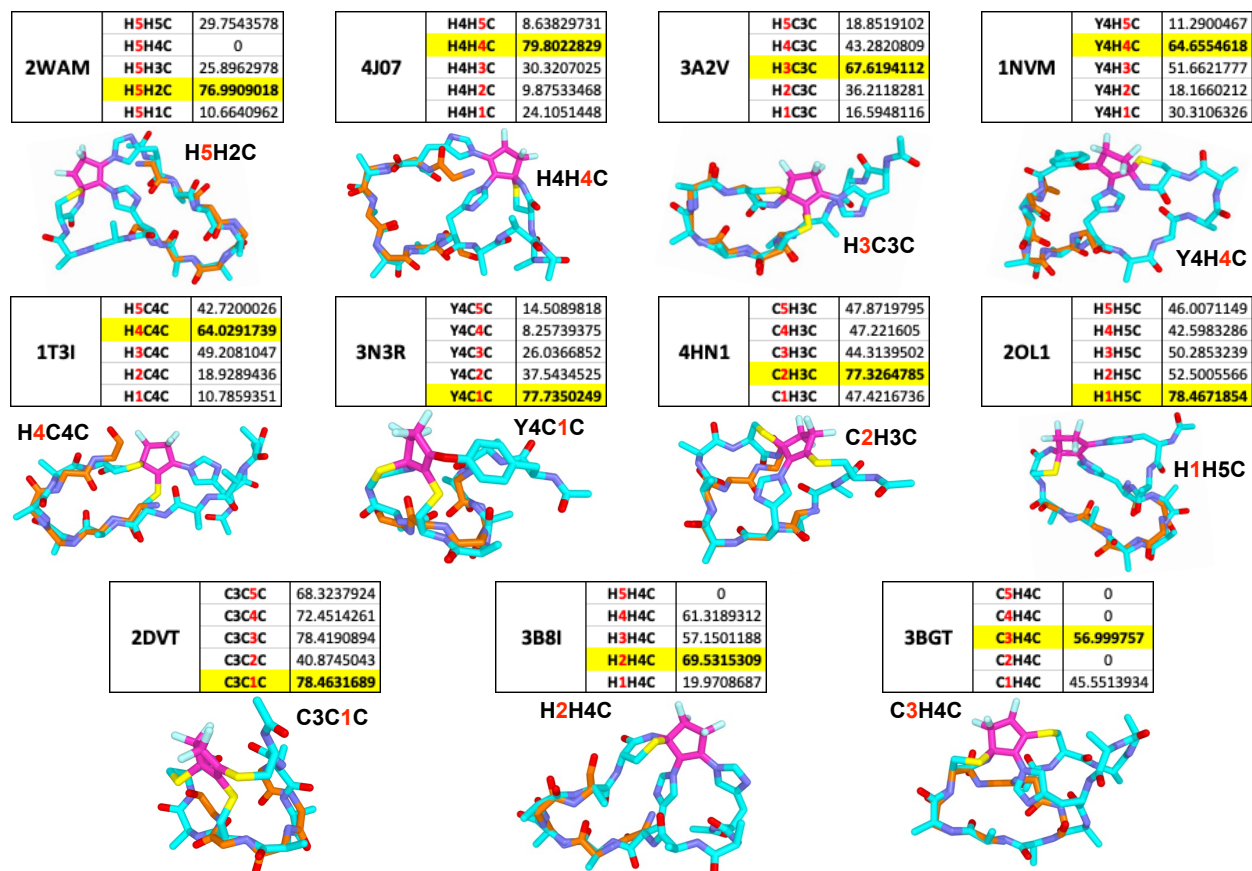 2WAM
H5H5C 29.7543578
H5H4C 0
H5H3C 25.8962978
H5H2C 76.9909018
H5H1C 10.6640962
H5H2C
4J07
H4H5C 8.63829731
H4H4C 79.8022829
H4H3C 30.3207025
H4H2C 9.87533468
H4H1C 24.1051448
H4H4C
3A2V
H5C3C 18.8519102
H4C3C 43.2820809
H3C3C 67.6194112
H2C3C 36.2118281
H1C3C 16.5948116
H3C3C
1NVM
Y4H5C 11.2900467
Y4H4C 64.6554618
Y4H3C 51.6621777
Y4H2C 18.1660212
Y4H1C 30.3106326
Y4H4C
1T3I
H5C4C 42.7200026
H4C4C 64.0291739
H3C4C 49.2081047
H2C4C 18.9289436
H1C4C 10.7859351
H4C4C
3N3R
Y4C5C 14.5089818
Y4C4C 8.25739375
Y4C3C 26.0366852
Y4C2C 37.5434525
Y4C1C 77.7350249
Y4C1C
4HN1
C5H3C 47.8719795
C4H3C 47.221605
C3H3C 44.3139502
C2H3C 77.3264785
C1H3C 47.4216736
C2H3C
2OL1
H5H5C 46.0071149
H4H5C 42.5983286
H3H5C 50.2853239
H2H5C 52.5005566
H1H5C 78.4671854
H1H5C
2DVT
C3C5C 68.3237924
C3C4C 72.4514261
C3C3C 78.4190894
C3C2C 40.8745043
C3C1C 78.4631689
C3C1C
3B8I
H5H4C 0
H4H4C 61.3189312
H3H4C 57.1501188
H2H4C 69.5315309
H1H4C 19.9708687
H2H4C
3BGT
C5H4C 0
C4H4C 0
C3H4C 56.999757
C2H4C 0
C1H4C 45.5513934
C3H4C